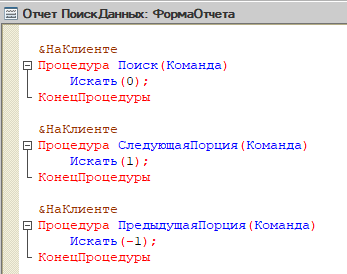 Отчет ПоискДанных: ФормаОтчета
&НаКлиенте
Процедура Поиск(Команда)
Искать(0);
КонецПроцедуры
&НаКлиенте
Процедура СледующаяПорция(Команда)
Искать(1);
КонецПроцедуры
&НаКлиенте
Процедура ПредыдущаяПорция(Команда)
Искать(-1);
КонецПроцедуры